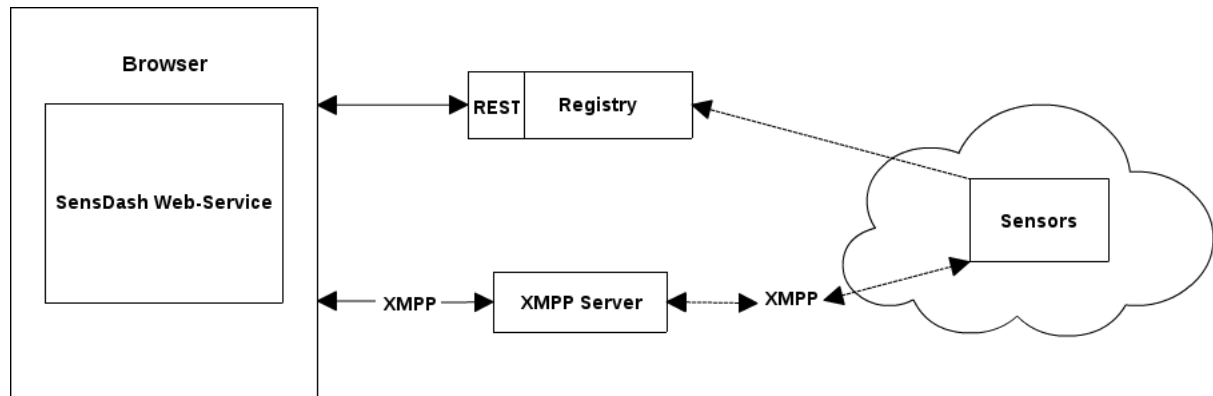 Browser
SensDash Web-Service
REST
Registry
Sensors
XMPP
XMPP Server
XMPP